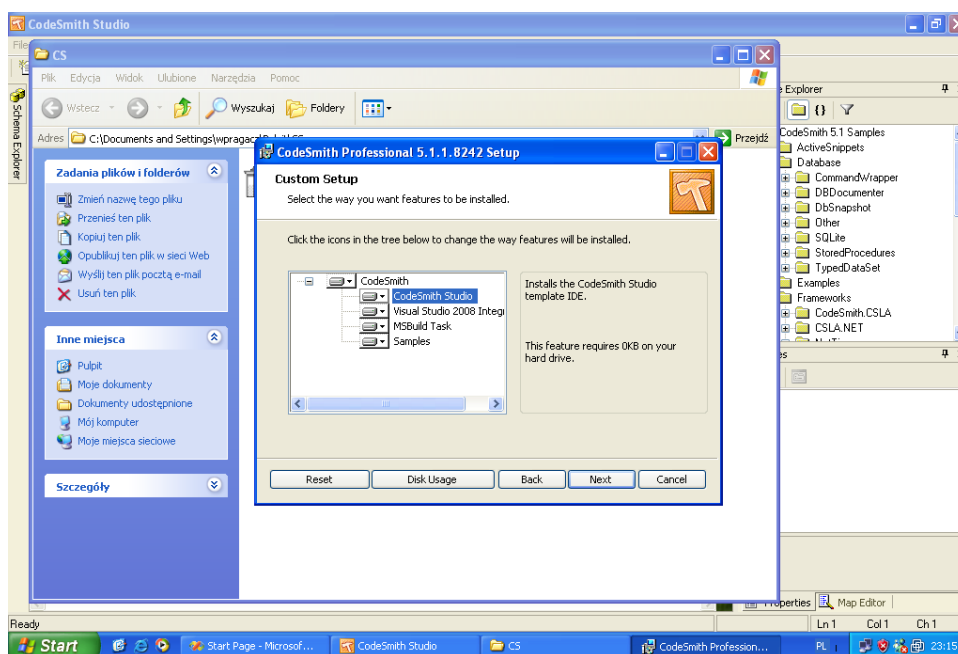 CodeSmith Studio
File
CS
Plik Edycja Widok Ulubione Narzędzia Pomoc
Wstecz Wyszukaj Foldery
Adres C:\Documents and Settings\wpragacz
Przejdź
Schema Explorer
Zadania plików i folderów
Zmień nazwę tego pliku
Przenieś ten plik
Kopiuj ten plik
Opublikuj ten plik w sieci Web
Wyślij ten plik pocztą e-mail
Usuń ten plik
Inne miejsca
Pulpit
Moje dokumenty
Dokumenty udostępnione
Mój komputer
Moje miejsca sieciowe
Szczegóły
CodeSmith Professional 5.1.1.8242 Setup
Custom Setup
Select the way you want features to be installed.
Click the icons in the tree below to change the way features will be installed.
CodeSmith
CodeSmith Studio
Visual Studio 2008 Integr
MSBuild Task
Samples
Installs the CodeSmith Studio
template IDE.
This feature requires 0KB on your
hard drive.
Reset Disk Usage Back Next Cancel
Explorer
CodeSmith 5.1 Samples
ActiveSnippets
Database
CommandWrapper
DBDocumenter
DbSnapshot
Other
SQLite
StoredProcedures
TypedDataSet
Examples
Frameworks
CodeSmith.CSLA
CSLA.NET
Properties Map Editor
Ready
Ln 1 Col 1 Ch 1
Start Start Page - Microsof... CodeSmith Studio CS CodeSmith Profession... PL 23:15